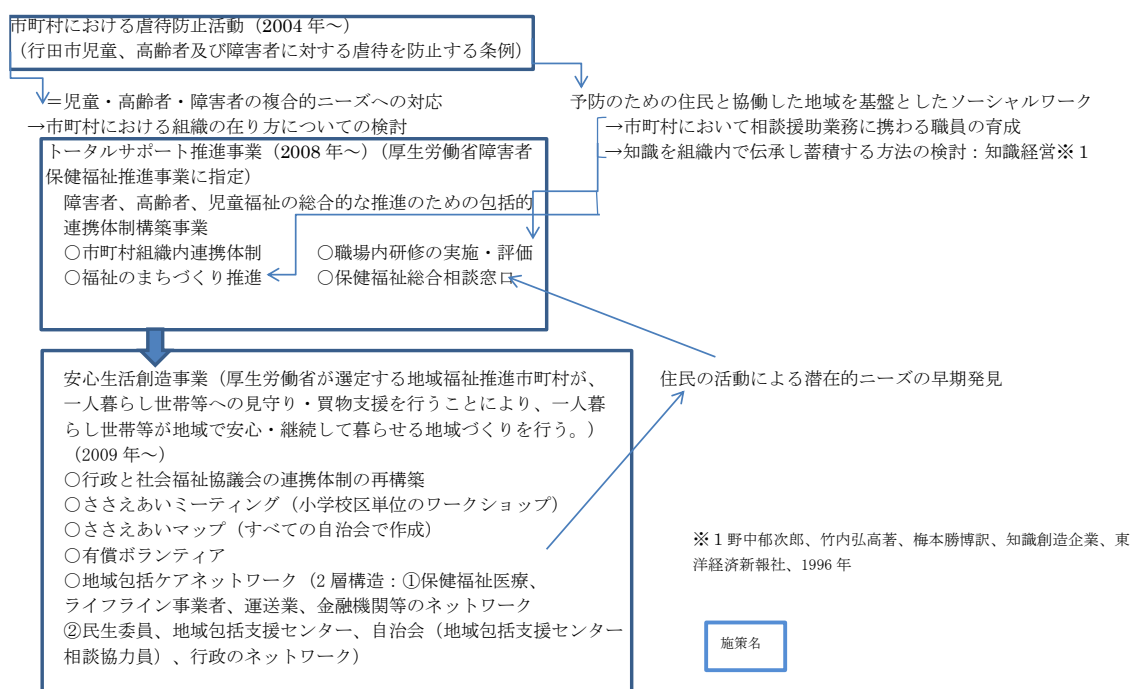 市町村における虐待防止活動（2004 年～）
（行田市児童、高齢者及び障害者に対する虐待を防止する条例）
＝児童・高齢者・障害者の複合的ニーズへの対応
→市町村における組織の在り方についての検討
予防のための住民と協働した地域を基盤としたソーシャルワーク
→市町村において相談援助業務に携わる職員の育成
→知識を組織内で伝承し蓄積する方法の検討：知識経営※１
トータルサポート推進事業（2008 年～）（厚生労働省障害者
保健福祉推進事業に指定）
障害者、高齢者、児童福祉の総合的な推進のための包括的
連携体制構築事業
○市町村組織内連携体制　　　○職場内研修の実施・評価
○福祉のまちづくり推進　　　○保健福祉総合相談窓口
安心生活創造事業（厚生労働省が選定する地域福祉推進市町村が、
一人暮らし世帯等への見守り・買物支援を行うことにより、一人暮
らし世帯等が地域で安心・継続して暮らせる地域づくりを行う。）
（2009 年～）
○行政と社会福祉協議会の連携体制の再構築
○ささえあいミーティング（小学校区単位のワークショップ）
○ささえあいマップ（すべての自治会で作成）
○有償ボランティア
○地域包括ケアネットワーク（2 層構造：①保健福祉医療、
ライフライン事業者、運送業、金融機関等のネットワーク
②民生委員、地域包括支援センター、自治会（地域包括支援センター
相談協力員）、行政のネットワーク）
住民の活動による潜在的ニーズの早期発見
※１野中郁次郎、竹内弘高著、梅本勝博訳、知識創造企業、東
洋経済新報社、1996 年
施策名